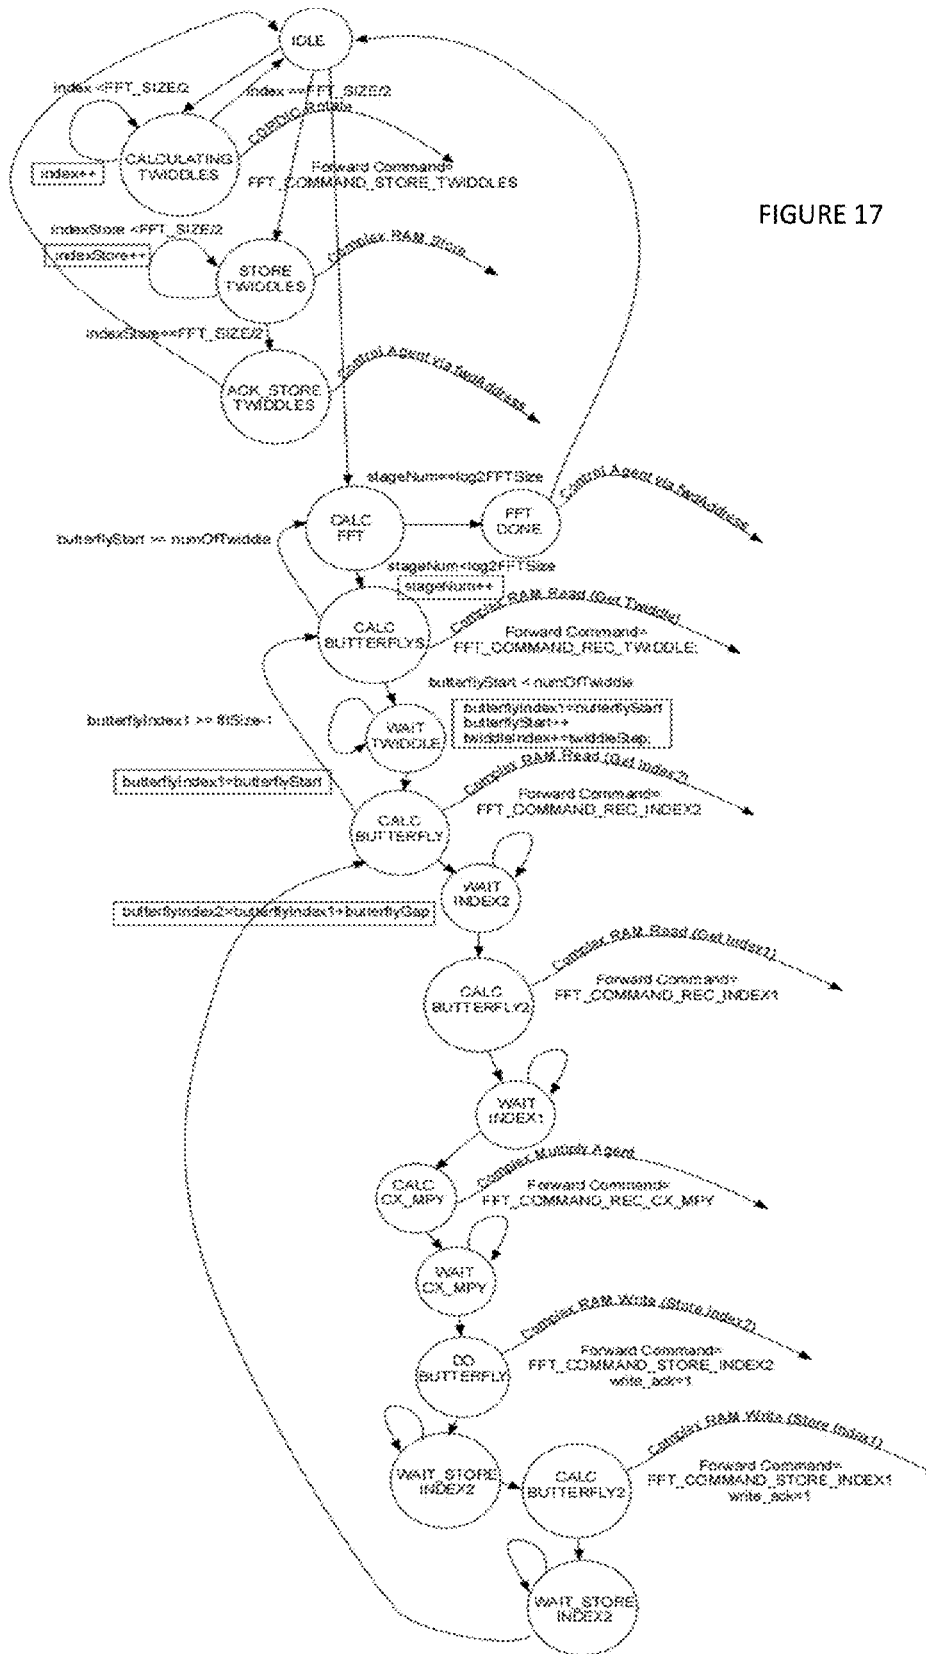 IDLE
index <FFT_SIZE/2
index ==FFT_SIZE/2
CORDIC Rotate
CALCULATING
TWIDDLES
index++
Forward Command=
FFT_COMMAND_STORE_TWIDDLES
FIGURE 17
indexStore <FFT_SIZE/2
indexStore++
Complex RAM Store
STORE
TWIDDLES
indexStore==FFT_SIZE/2
Control Agent via fwdAddress
ACK_STORE
TWIDDLES
stageNum==log2FFTSize
Control Agent via fwdAddress
CALC
FFT
FFT
DONE
butterflyStart >= numOfTwiddle
stageNum<log2FFTSize
stageNum++
Complex RAM Read (Get Twiddle)
CALC
BUTTERFLYS
Forward Command=
FFT_COMMAND_REC_TWIDDLE;
butterflyStart < numOfTwiddle
butterflyIndex1=butterflyStart
butterflyStart++
twiddleIndex+=twiddleStep;
butterflyIndex1 >= fftSize-1
WAIT
TWIDDLE
Complex RAM Read (Get Index2)
butterflyIndex1+butterflyStart
Forward Command=
FFT_COMMAND_REC_INDEX2
CALC
BUTTERFLY
WAIT
INDEX2
butterflyIndex2=butterflyIndex1+butterflyGap
Complex RAM Read (Get Index1)
CALC
BUTTERFLY2
Forward Command=
FFT_COMMAND_REC_INDEX1
WAIT
INDEX1
Complex Multiply Agent
CALC
CX_MPY
Forward Command=
FFT_COMMAND_REC_CX_MPY
WAIT
CX_MPY
Complex RAM Write (Store Index2)
DO
BUTTERFLY
Forward Command=
FFT_COMMAND_STORE_INDEX2
write_ack=1
Complex RAM Write (Store Index1)
WAIT_STORE
INDEX2
CALC
BUTTERFLY2
Forward Command=
FFT_COMMAND_STORE_INDEX1
write_ack=1
WAIT_STORE
INDEX2